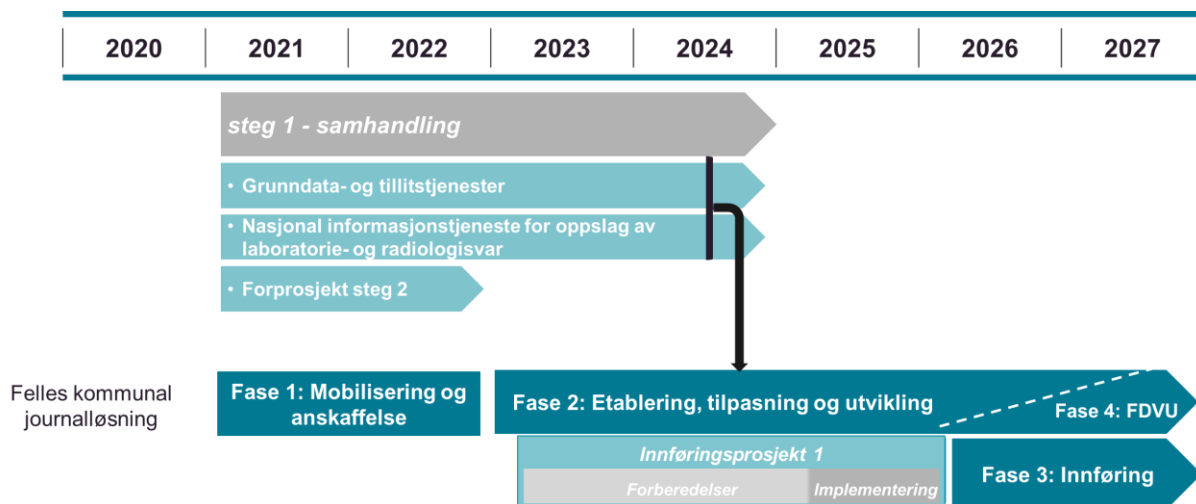 2020 2021 2022 2023 2024 2025 2026 2027
steg 1 - samhandling
• Grunndata- og tillitstjenester
• Nasjonal informasjonstjeneste for oppslag av
laboratorie- og radiologisvar
• Forprosjekt steg 2
Felles kommunal
journalløsning
Fase 1: Mobilisering og
anskaffelse
Fase 2: Etablering, tilpasning og utvikling
Fase 4: FDVU
Innføringsprosjekt 1
Forberedelser
Implementering
Fase 3: Innføring